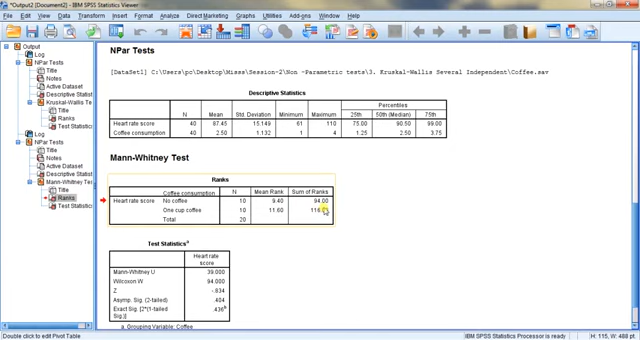 *Output2 [Document2] - IBM SPSS Statistics Viewer
File Edit View Data Transform Insert Format Analyze Direct Marketing Graphs Utilities Add-ons Window Help
Output
Log
NPar Tests
Title
Notes
Active Dataset
Descriptive Statist
Kruskal-Wallis Te
Title
Ranks
Test Statistics
Log
NPar Tests
Title
Notes
Active Dataset
Descriptive Statist
Mann-Whitney Te
Title
Ranks
Test Statistics
NPar Tests
[DataSet1] C:\Users\pc\Desktop\Misss\Session-2\Non -Parametric tests\3. Kruskal-Wallis Several Independent\Coffee.sav
Descriptive Statistics
Percentiles
N Mean Std. Deviation Minimum Maximum 25th 50th (Median) 75th
Heart rate score 40 87.45 15.149 61 110 75.00 90.50 99.00
Coffee consumption 40 2.50 1.132 1 4 1.25 2.50 3.75
Mann-Whitney Test
Ranks
Coffee consumption N Mean Rank Sum of Ranks
Heart rate score No coffee 10 9.40 94.00
One cup coffee 10 11.60
Total 20
Test Statisticsa
Heart rate
score
Mann-Whitney U 39.000
Wilcoxon W 94.000
Z -.834
Asymp. Sig. (2-tailed) .404
Exact Sig. [2*(1-tailed .436b
Sig.)]
a. Grouping Variable: Coffee
Double click to edit Pivot Table IBM SPSS Statistics Processor is ready H: 115, W: 488 pt.